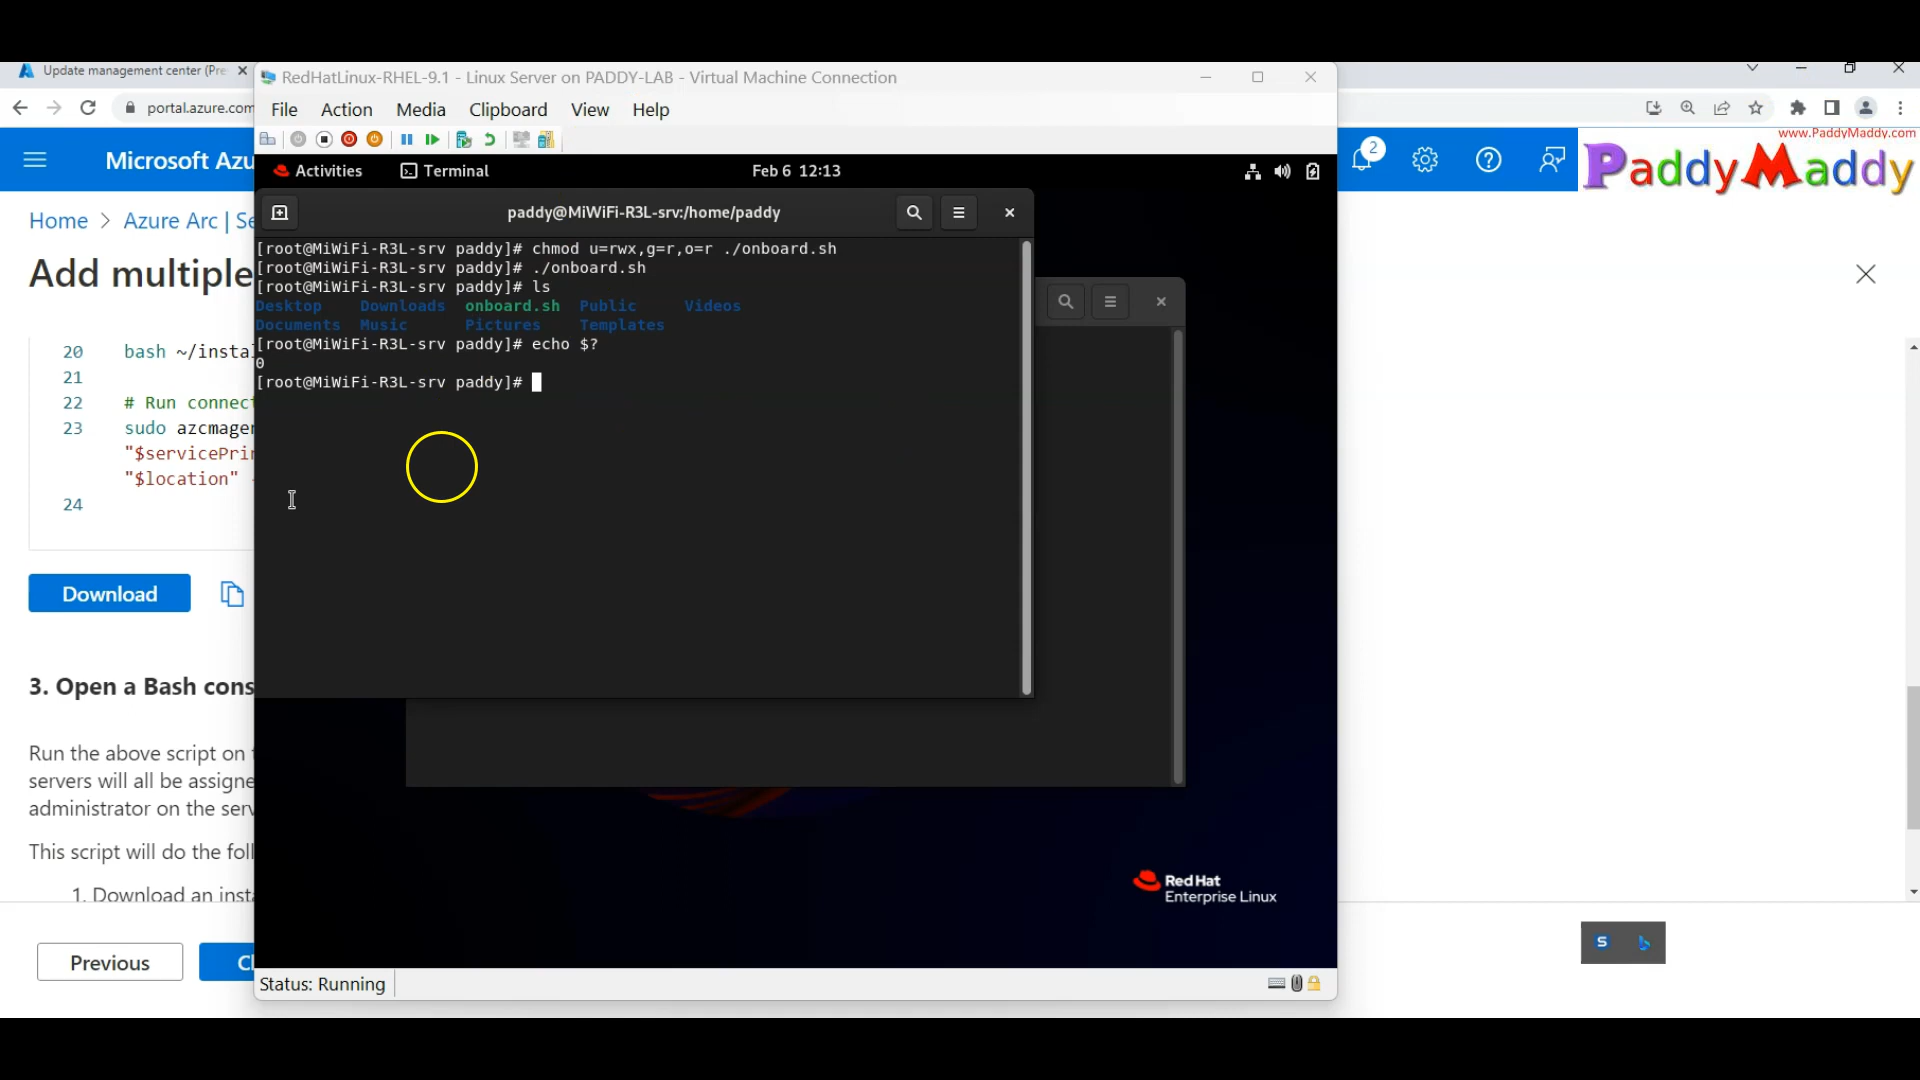 Update management center (Pre
RedHatLinux-RHEL-9.1 - Linux Server on PADDY-LAB - Virtual Machine Connection
portal.azure.com
File Action Media Clipboard View Help
www.PaddyMaddy.com
Microsoft Azu
2
PaddyMaddy
Activities Terminal Feb 6 12:13
Home > Azure Arc | Se
paddy@MiWiFi-R3L-srv:/home/paddy
Add multiple
[root@MiWiFi-R3L-srv paddy]# chmod u=rwx,g=r,o=r ./onboard.sh
[root@MiWiFi-R3L-srv paddy]# ./onboard.sh
[root@MiWiFi-R3L-srv paddy]# ls
Desktop Downloads onboard.sh Public Videos
Documents Music Pictures Templates
[root@MiWiFi-R3L-srv paddy]# echo $?
0
[root@MiWiFi-R3L-srv paddy]#
20 bash ~/insta
21
22 # Run connect
23 sudo azcmager
"$servicePrin
"$location"
24
Download
3. Open a Bash cons
Run the above script on
servers will all be assigne
administrator on the serv
This script will do the foll
1. Download an insta
Red Hat
Enterprise Linux
Previous
Status: Running